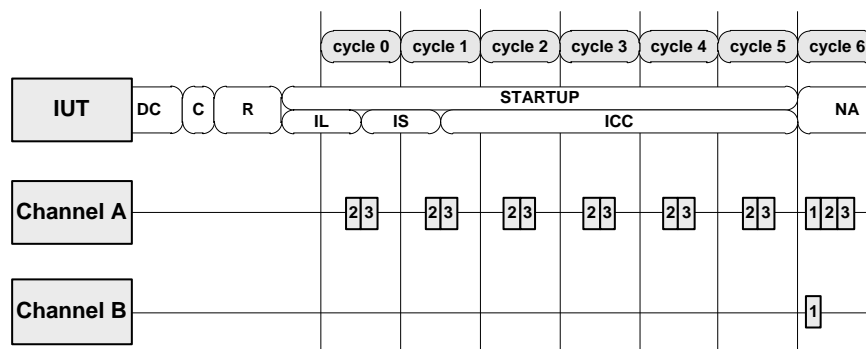 cycle 0 cycle 1 cycle 2 cycle 3 cycle 4 cycle 5 cycle 6
IUT DC C R STARTUP NA
IL IS ICC
Channel A 2 3 2 3 2 3 2 3 2 3 2 3 1 2 3
Channel B 1